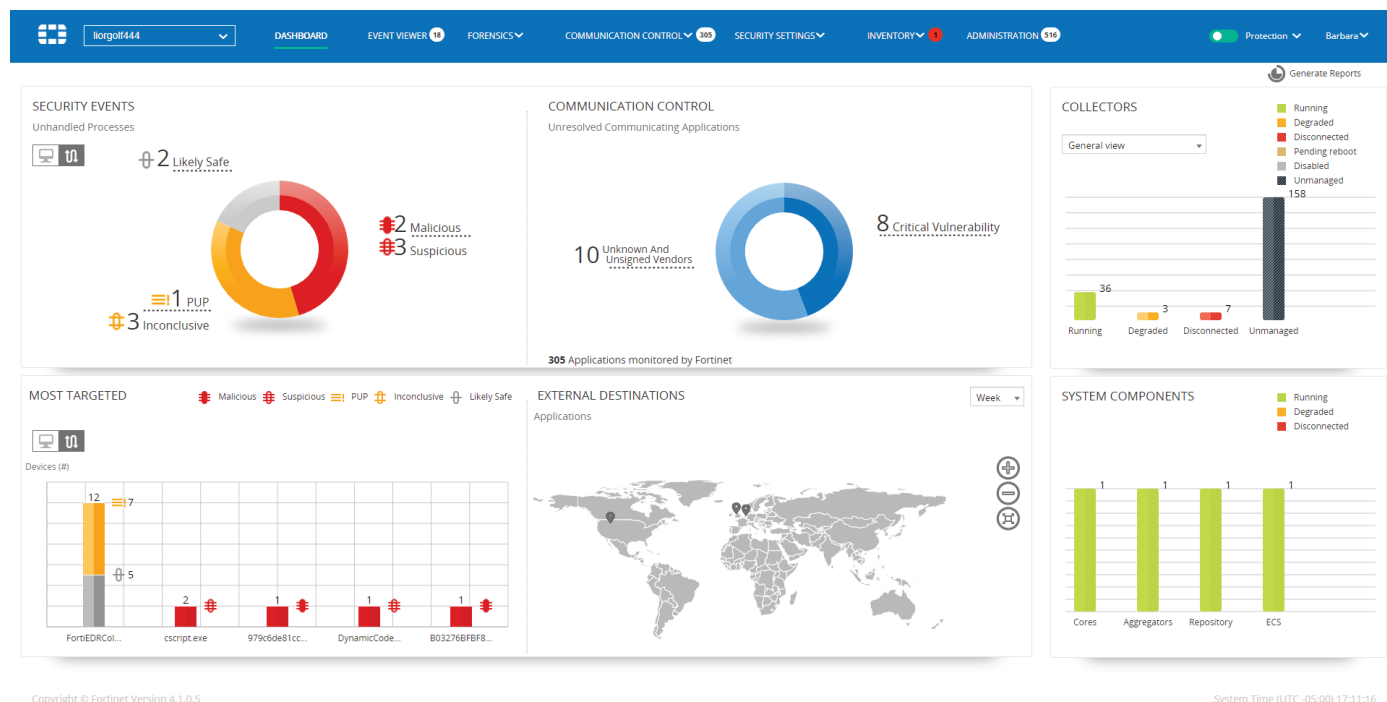 liorgolf444
DASHBOARD
EVENT VIEWER 18
FORENSICS
COMMUNICATION CONTROL 305
SECURITY SETTINGS
INVENTORY 1
ADMINISTRATION 516
Protection
Barbara
Generate Reports
SECURITY EVENTS
Unhandled Processes
2 Likely Safe
2 Malicious
3 Suspicious
1 PUP
3 Inconclusive
COMMUNICATION CONTROL
Unresolved Communicating Applications
8 Critical Vulnerability
10 Unknown And
Unsigned Vendors
305 Applications monitored by Fortinet
COLLECTORS
General view
Running
Degraded
Disconnected
Pending reboot
Disabled
Unmanaged
158
36
3
7
Running Degraded Disconnected Unmanaged
MOST TARGETED
Malicious Suspicious PUP Inconclusive Likely Safe
Devices (#)
12
7
5
2 1 1 1
FortiEDRCol... cscript.exe 979c6de81cc... DynamicCode... B03276BFBF8...
EXTERNAL DESTINATIONS
Applications
Week
SYSTEM COMPONENTS
Running
Degraded
Disconnected
1 1 1 1
Cores Aggregators Repository ECS
Copyright © Fortinet Version 4.1.0.5
System Time (UTC -05:00) 17:11:16